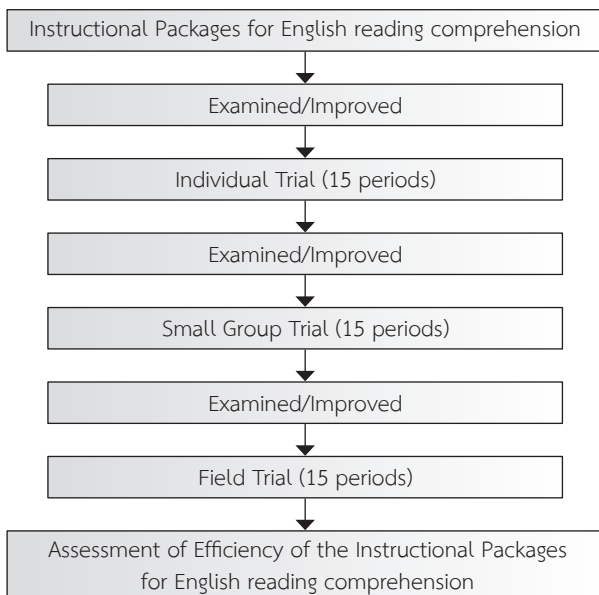 Instructional Packages for English reading comprehension
Examined/Improved
Individual Trial (15 periods)
Examined/Improved
Small Group Trial (15 periods)
Examined/Improved
Field Trial (15 periods)
Assessment of Efficiency of the Instructional Packages
for English reading comprehension